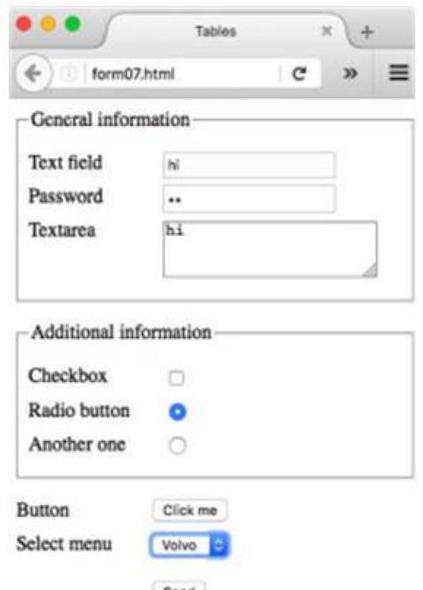 Tables
form07.html
General information
Text field hi
Password ••
Textarea hi
Additional information
Checkbox
Radio button
Another one
Button Click me
Select menu Volvo